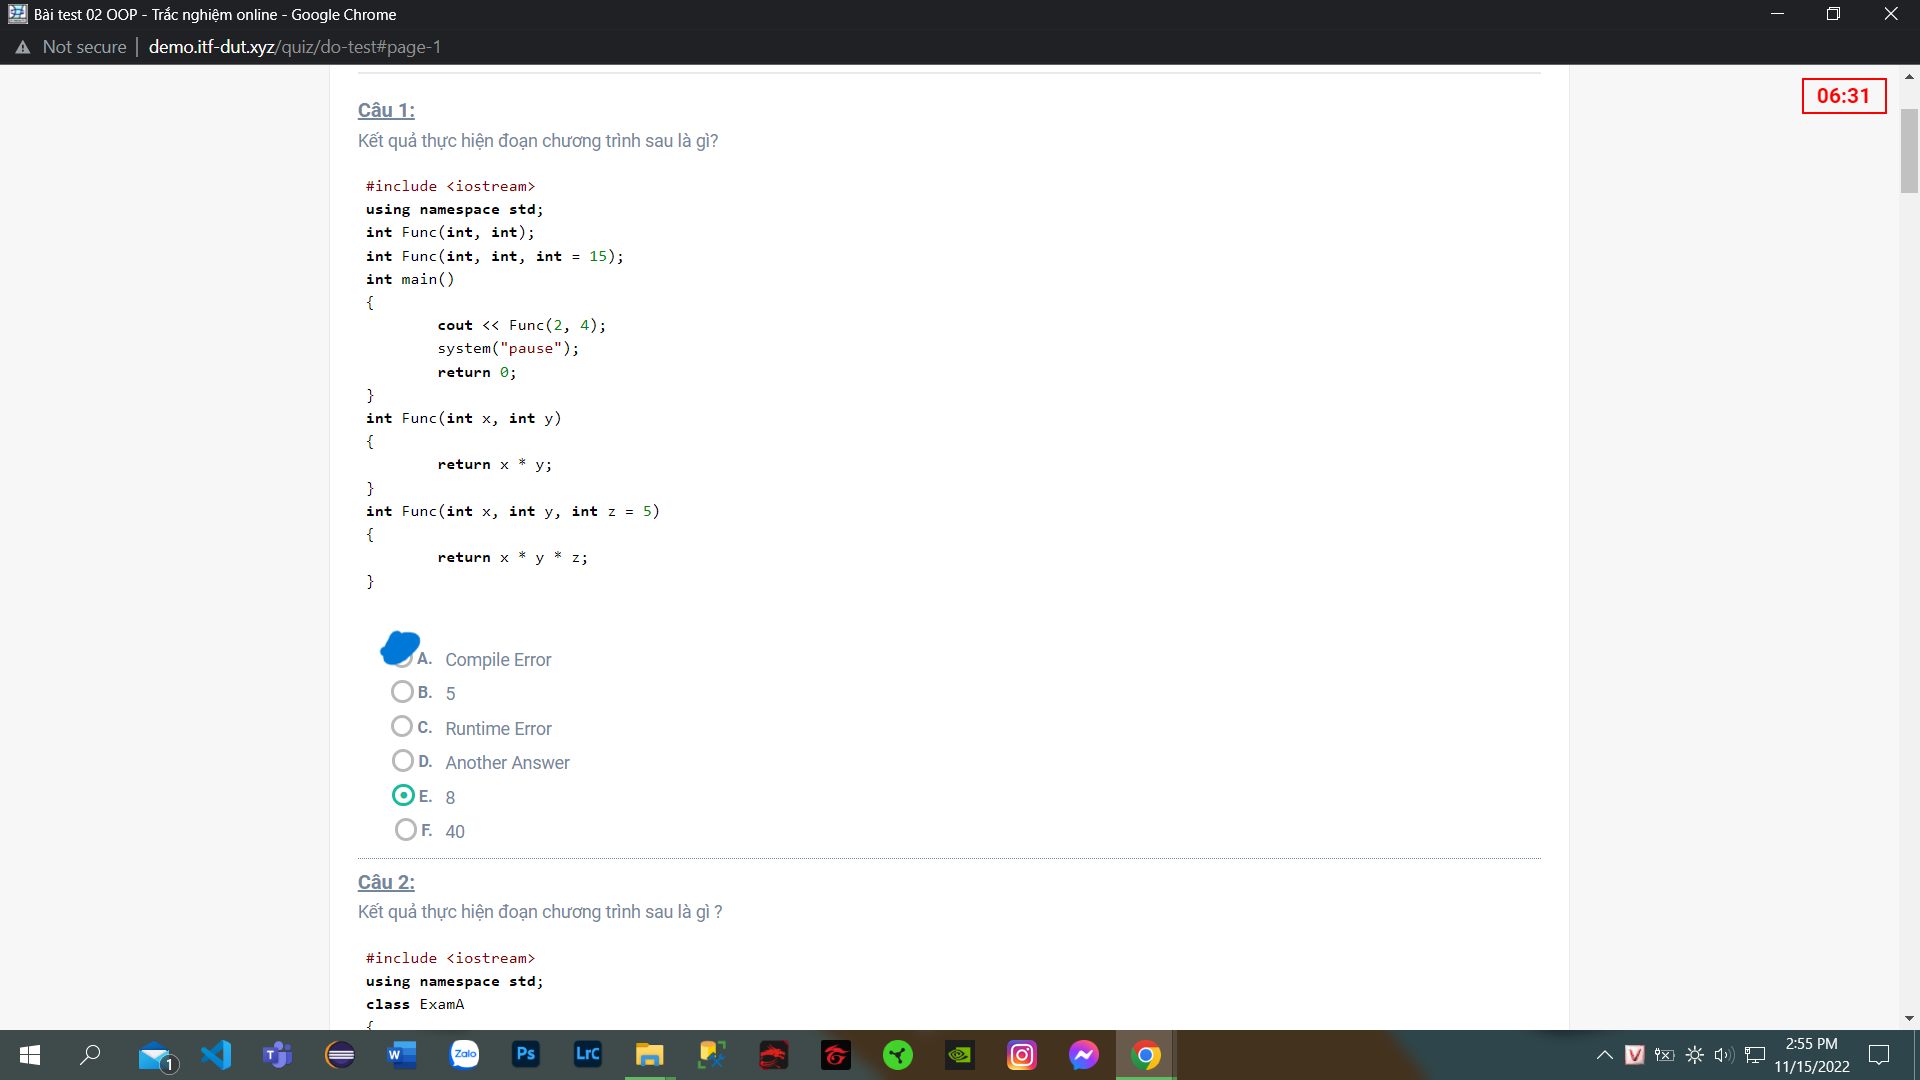 Bài test 02 OOP - Trắc nghiệm online - Google Chrome
Not secure | demo.itf-dut.xyz/quiz/do-test#page-1
06:31
Câu 1:
Kết quả thực hiện đoạn chương trình sau là gì?
#include <iostream>
using namespace std;
int Func(int, int);
int Func(int, int, int = 15);
int main()
{
cout << Func(2, 4);
system("pause");
return 0;
}
int Func(int x, int y)
{
return x * y;
}
int Func(int x, int y, int z = 5)
{
return x * y * z;
}
A. Compile Error
B. 5
C. Runtime Error
D. Another Answer
E. 8
F. 40
Câu 2:
Kết quả thực hiện đoạn chương trình sau là gì ?
#include <iostream>
using namespace std;
class ExamA
{
1
T
W
Zalo
Ps
LrC
V
2:55 PM
11/15/2022